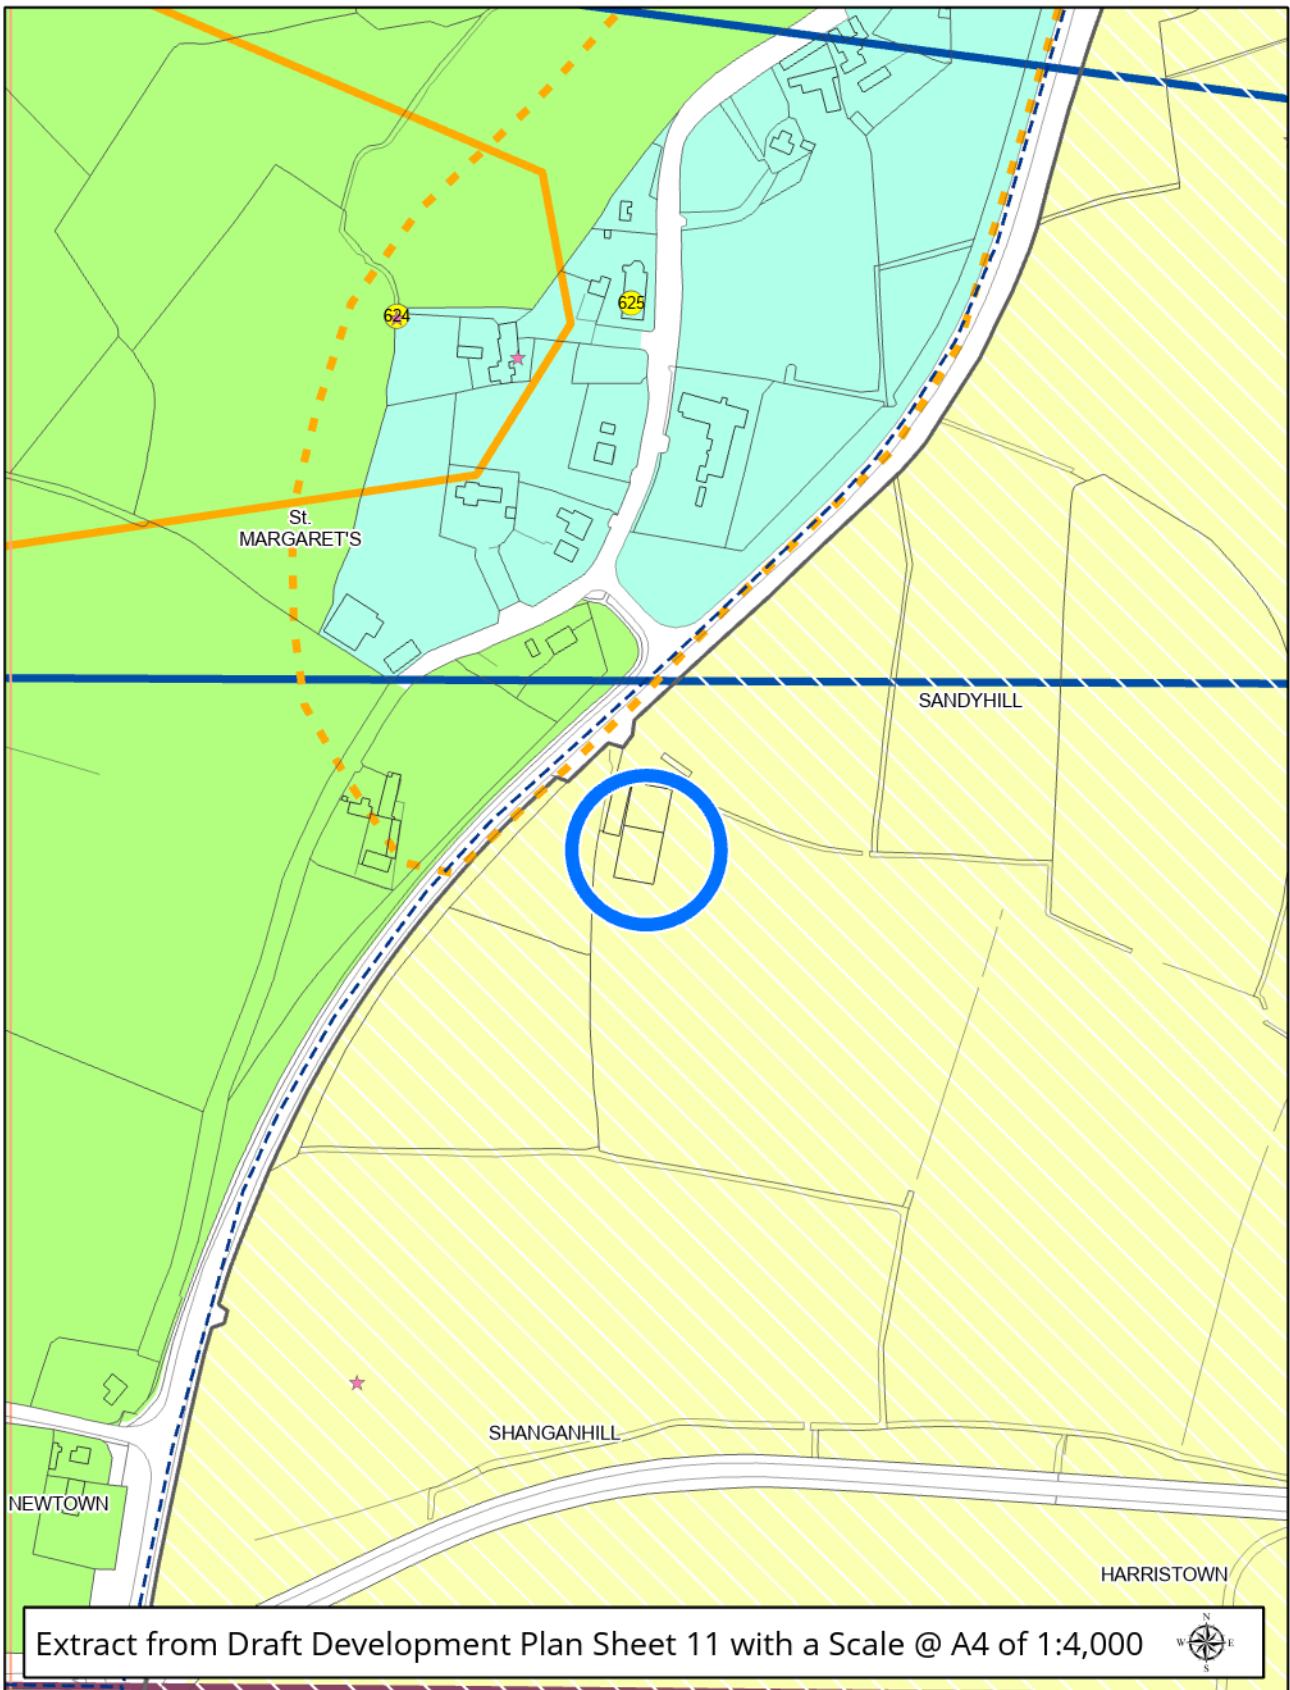 625
624
St.
MARGARET'S
SANDYHILL
SHANGANHILL
NEWTOWN
HARRISTOWN
Extract from Draft Development Plan Sheet 11 with a Scale @ A4 of 1:4,000
N
W E
S